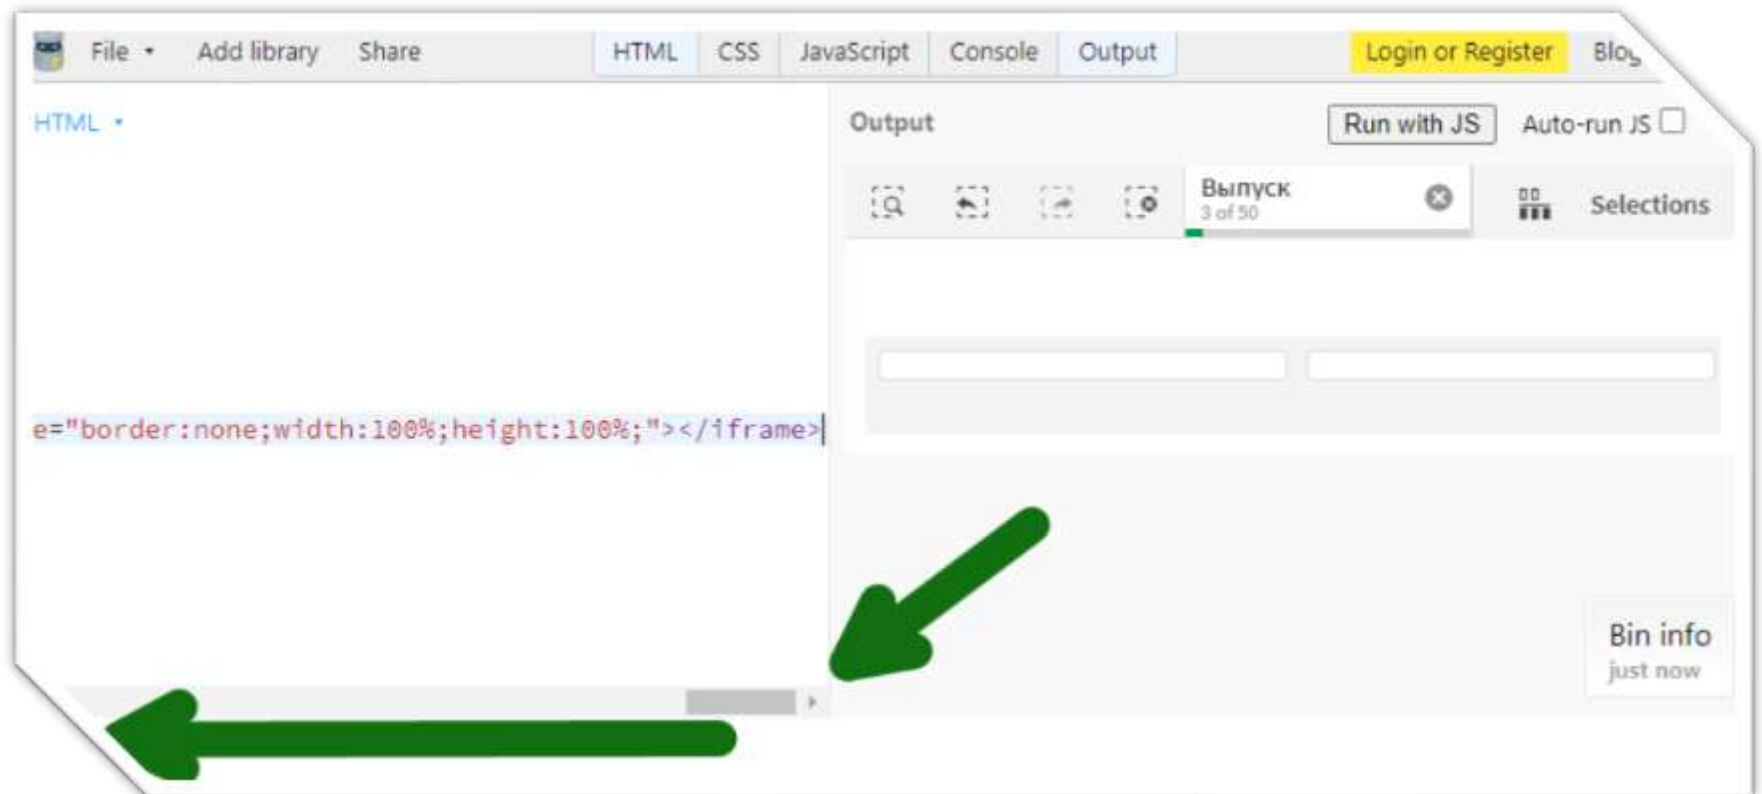 File Add library Share HTML CSS JavaScript Console Output Login or Register
HTML
Output Run with JS Auto-run JS
Выпуск
3 of 50
Selections
e="border:none;width:100%;height:100%;"></iframe>
Bin info
just now